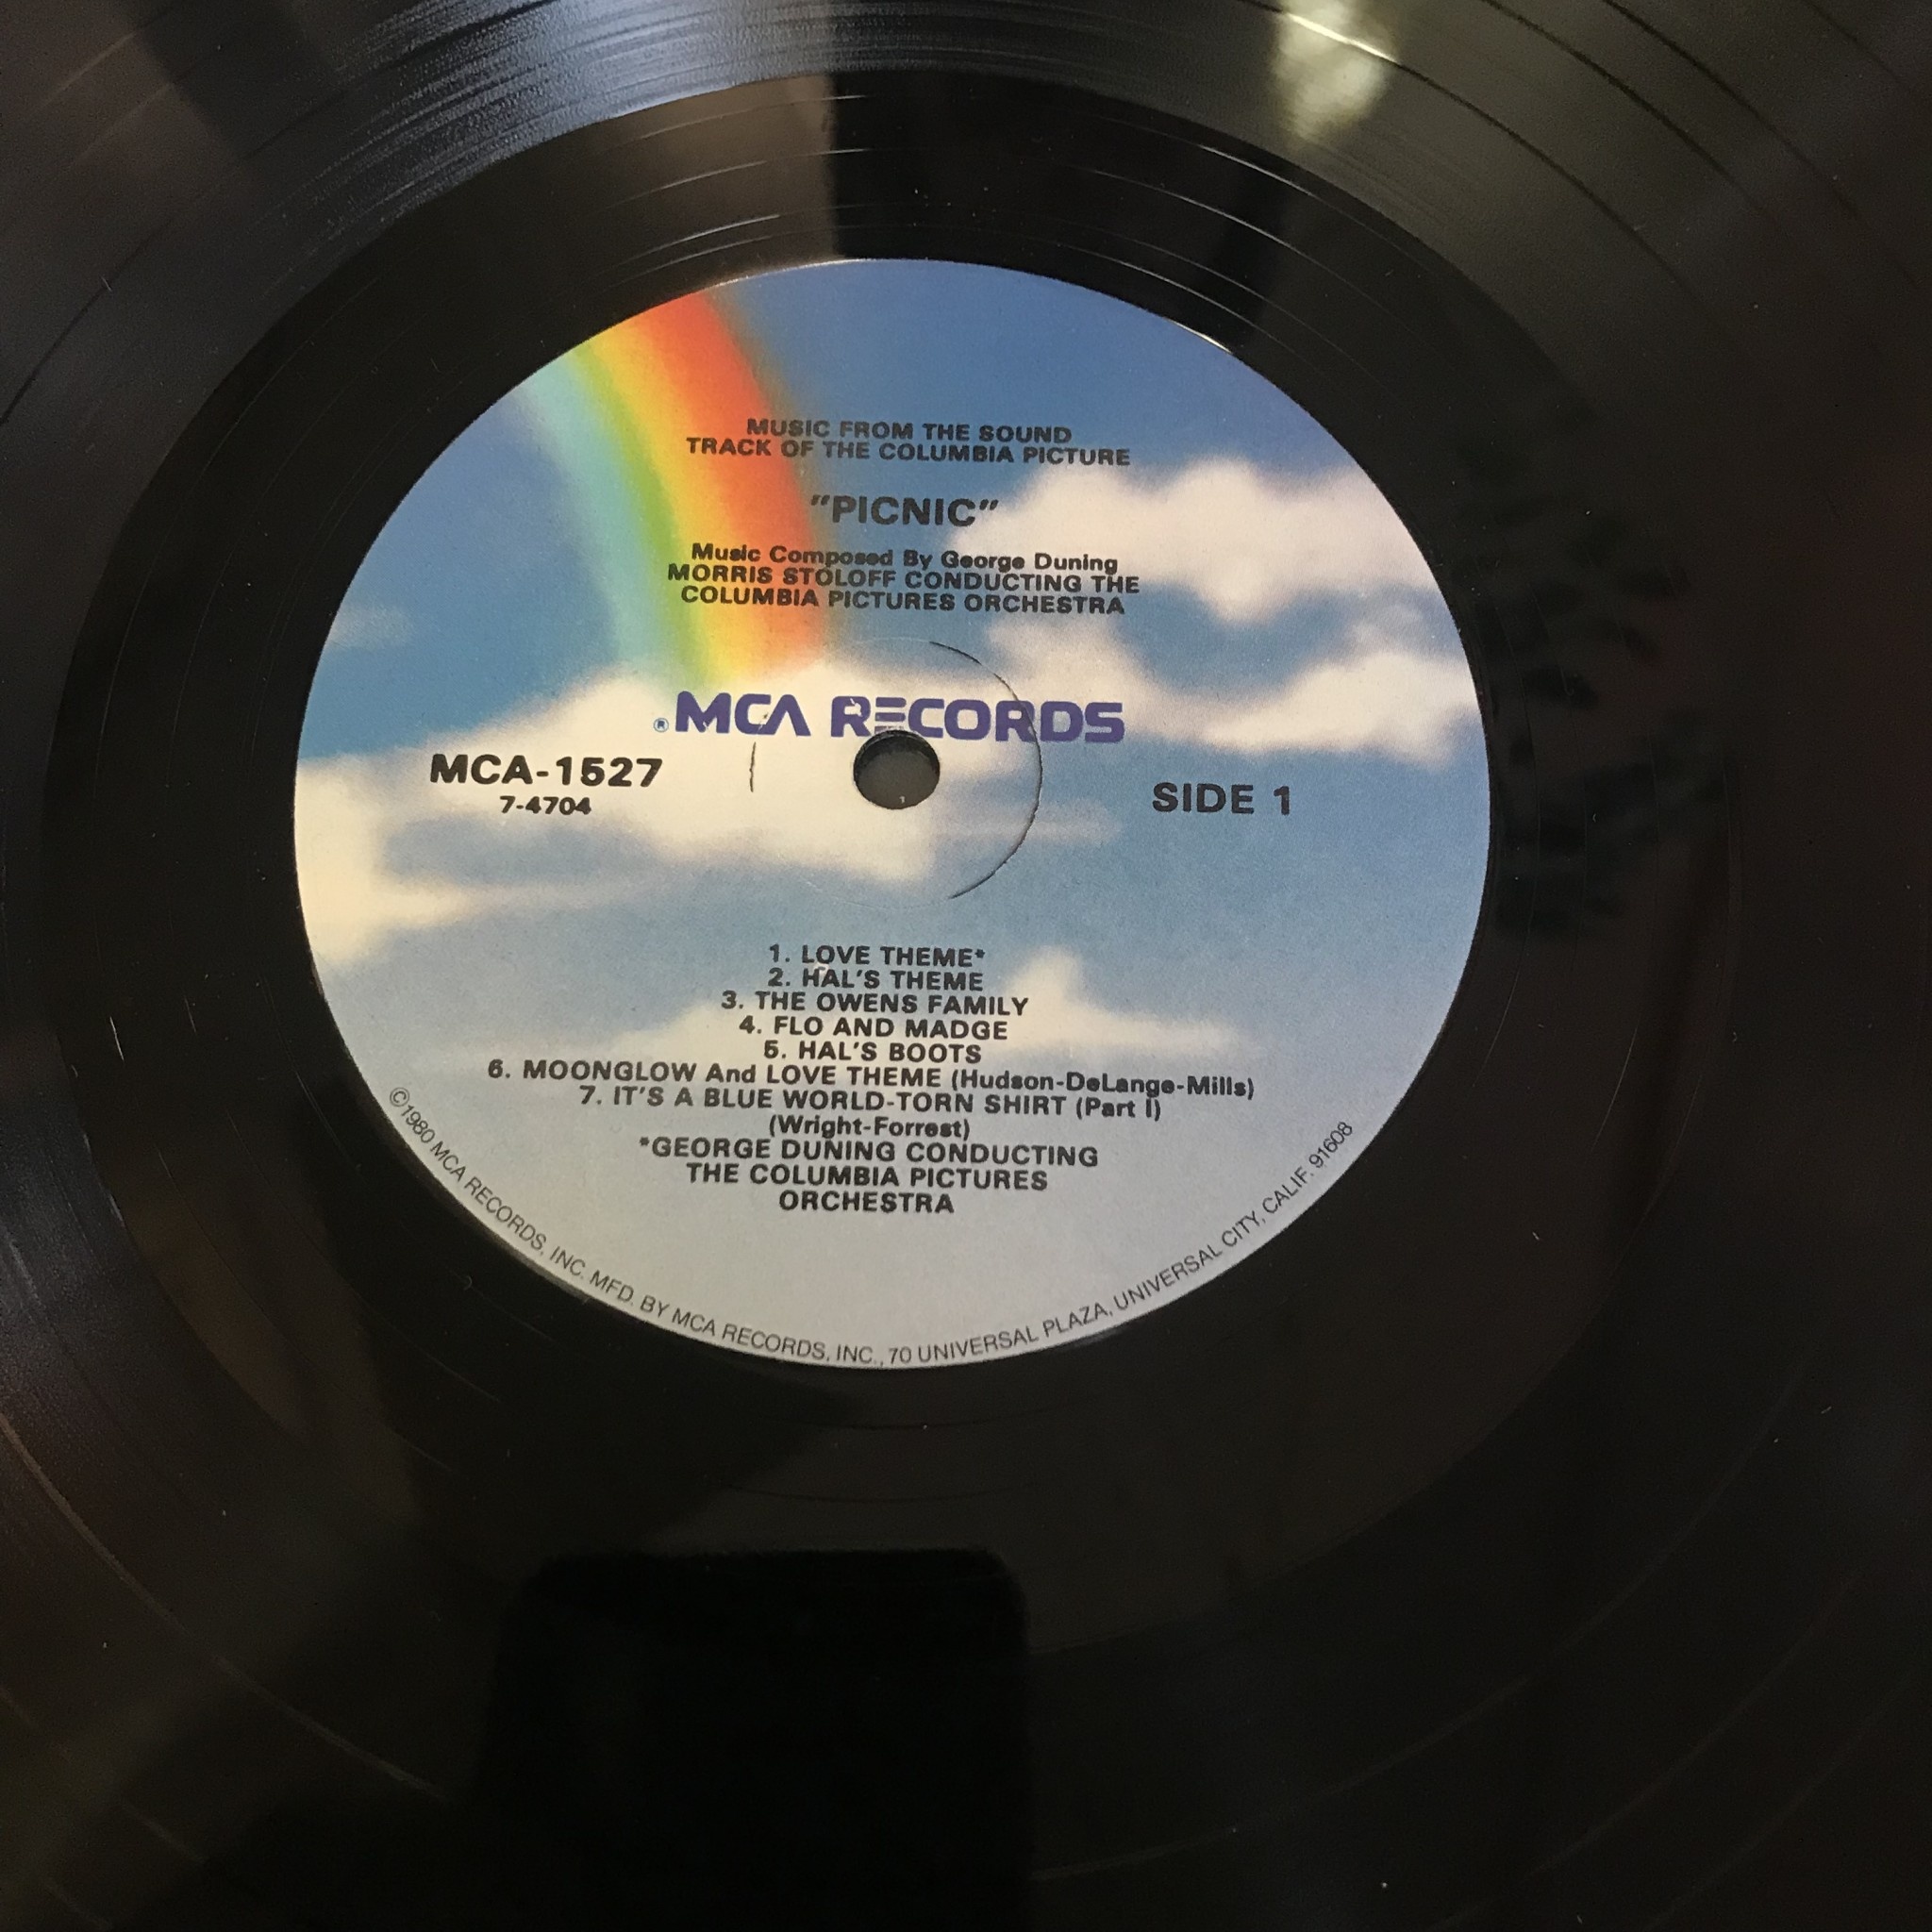 MUSIC FROM THE SOUND
TRACK OF THE COLUMBIA PICTURE
"PICNIC"
Music Composed By George Duning
MORRIS STOLOFF CONDUCTING THE
COLUMBIA PICTURES ORCHESTRA
® MCA RECORDS
MCA-1527
7-4704
SIDE 1
1. LOVE THEME*
2. HAL'S THEME
3. THE OWENS FAMILY
4. FLO AND MADGE
5. HAL'S BOOTS
6. MOONGLOW And LOVE THEME (Hudson-DeLange-Mills)
7. IT'S A BLUE WORLD-TORN SHIRT (Part I)
(Wright-Forrest)
*GEORGE DUNING CONDUCTING
THE COLUMBIA PICTURES
ORCHESTRA
©1980 MCA RECORDS, INC. MFD. BY MCA RECORDS, INC., 70 UNIVERSAL PLAZA, UNIVERSAL CITY, CALIF. 91608